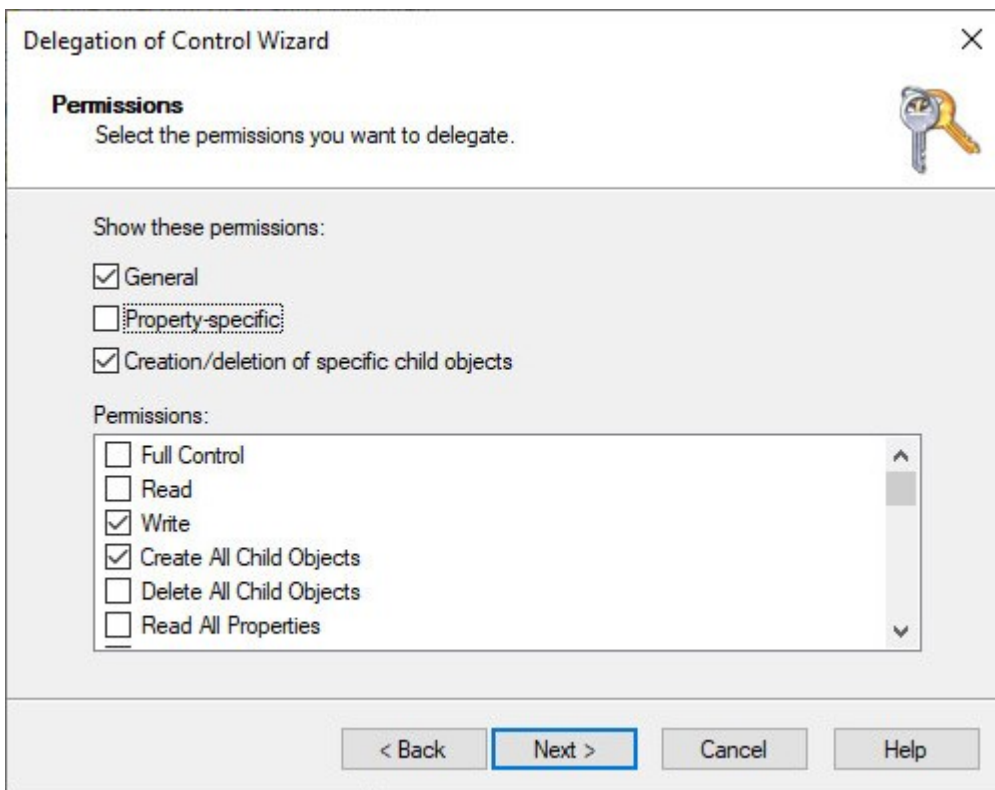 Delegation of Control Wizard
Permissions
Select the permissions you want to delegate.
Show these permissions:
General
Property-specific
Creation/deletion of specific child objects
Permissions:
Full Control
Read
Write
Create All Child Objects
Delete All Child Objects
Read All Properties
< Back Next > Cancel Help